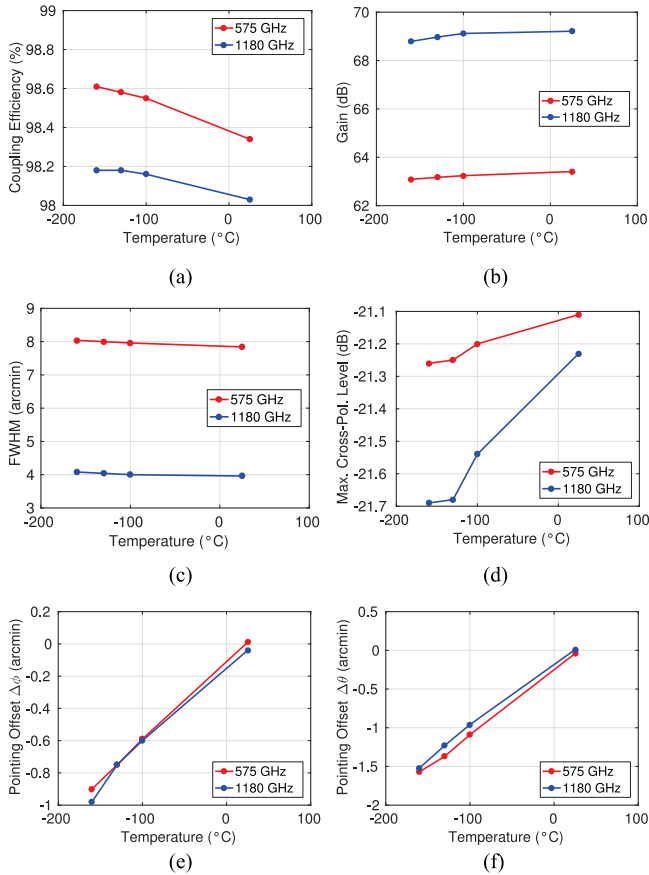 99
98.8
98.6
98.4
98.2
98
-200
-100
0
100
Coupling Efficiency (%)
Temperature (°C)
575 GHz
1180 GHz
(a)
70
68
66
64
62
-200
-100
0
100
Gain (dB)
Temperature (°C)
575 GHz
1180 GHz
(b)
9
8
7
6
5
4
3
-200
-100
0
100
FWHM (arcmin)
Temperature (°C)
575 GHz
1180 GHz
(c)
-21.1
-21.2
-21.3
-21.4
-21.5
-21.6
-21.7
-200
-100
0
100
Max. Cross-Pol. Level (dB)
Temperature (°C)
575 GHz
1180 GHz
(d)
0.2
0
-0.2
-0.4
-0.6
-0.8
-1
-200
-100
0
100
Pointing Offset Δϕ (arcmin)
Temperature (°C)
575 GHz
1180 GHz
(e)
0.5
0
-0.5
-1
-1.5
-2
-200
-100
0
100
Pointing Offset Δθ (arcmin)
Temperature (°C)
575 GHz
1180 GHz
(f)